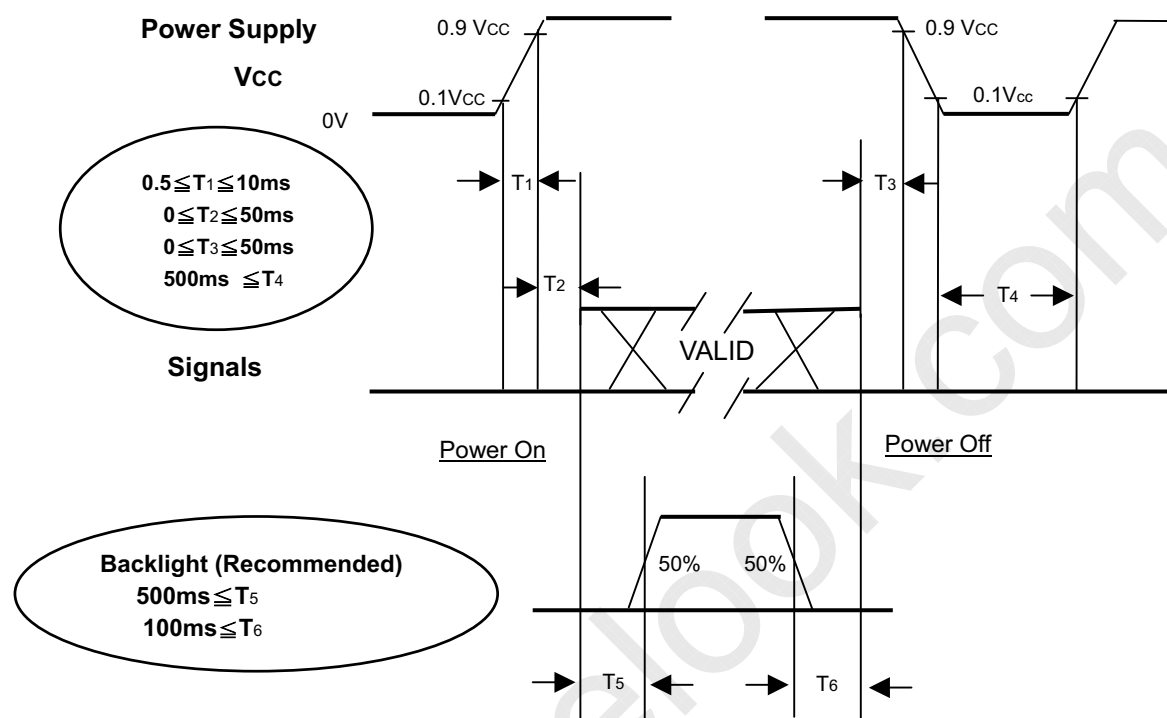 Power Supply
VCC
0.9 VCC
0.9 VCC
0.1VCC
0.1Vcc
0V
0.5≦T1≦10ms
0≦T2≦50ms
0≦T3≦50ms
500ms ≦T4
T1
T3
T2
T4
VALID
Signals
Power On
Power Off
Backlight (Recommended)
500ms≦T5
100ms≦T6
50%
50%
T5
T6
elook.com